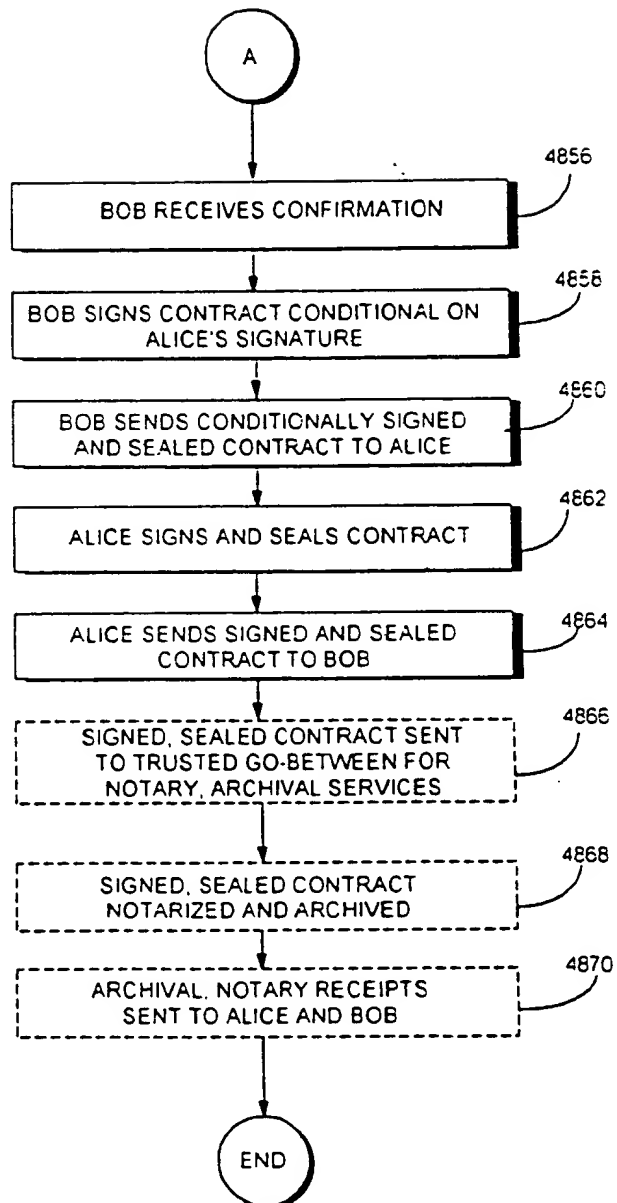 A
4856
BOB RECEIVES CONFIRMATION
4858
BOB SIGNS CONTRACT CONDITIONAL ON
ALICE'S SIGNATURE
4860
BOB SENDS CONDITIONALLY SIGNED
AND SEALED CONTRACT TO ALICE
4862
ALICE SIGNS AND SEALS CONTRACT
4864
ALICE SENDS SIGNED AND SEALED
CONTRACT TO BOB
4866
SIGNED, SEALED CONTRACT SENT
TO TRUSTED GO-BETWEEN FOR
NOTARY, ARCHIVAL SERVICES
4868
SIGNED, SEALED CONTRACT
NOTARIZED AND ARCHIVED
4870
ARCHIVAL, NOTARY RECEIPTS
SENT TO ALICE AND BOB
END